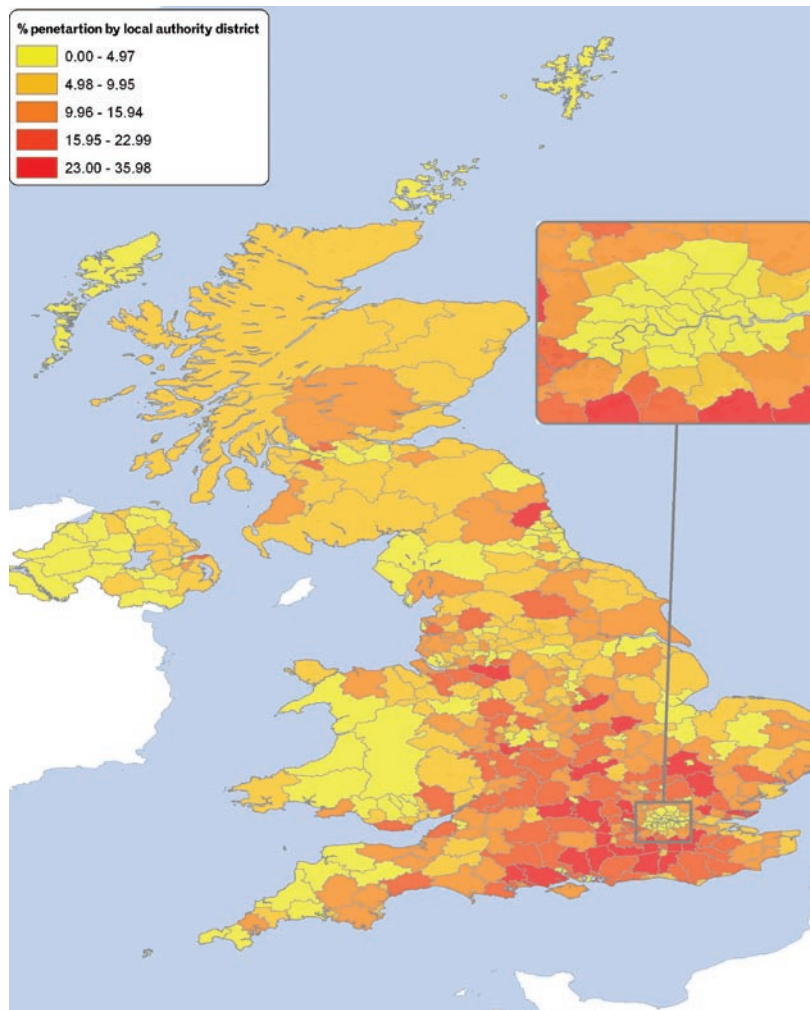 % penetartion by local authority district
0.00 - 4.97
4.98 - 9.95
9.96 - 15.94
15.95 - 22.99
23.00 - 35.98